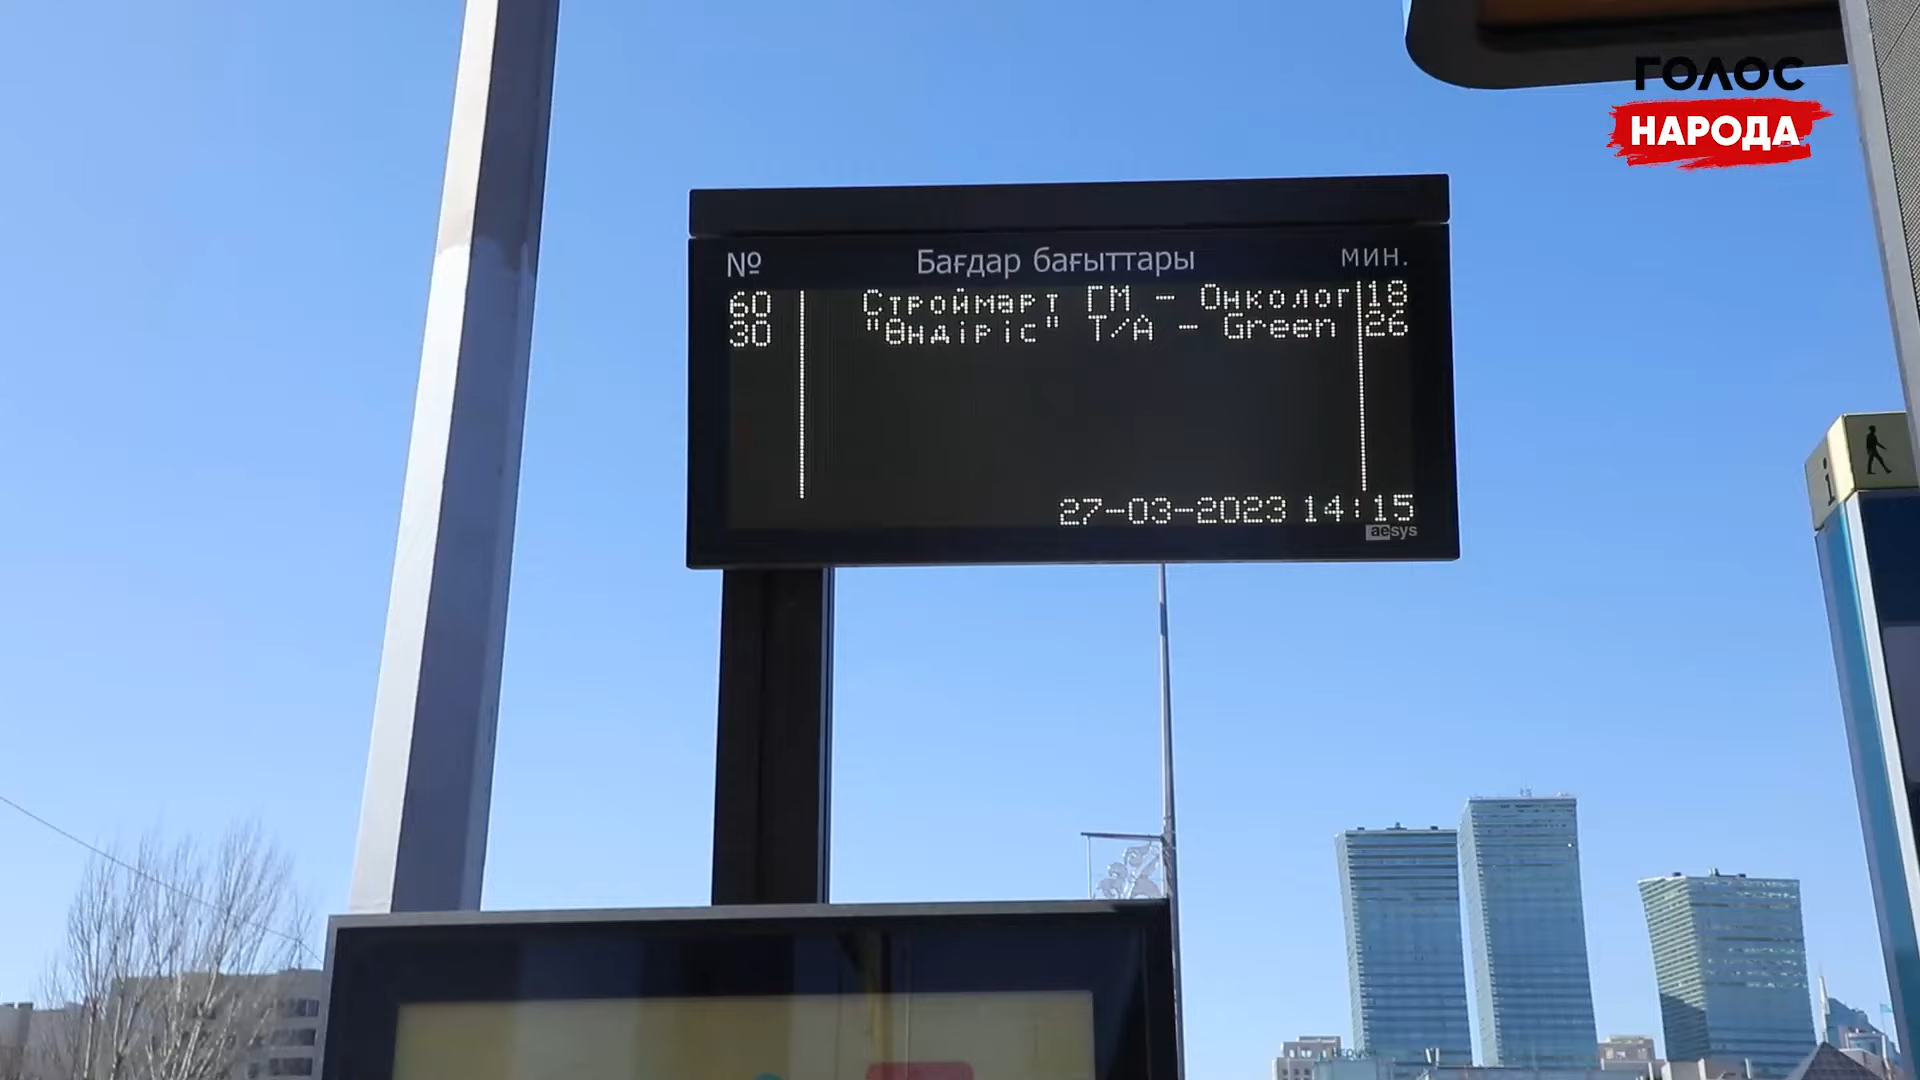 ГОЛОС
НАРОДА
№ Бағдар бағыттары мин.
60 Строймарт ГМ - Онколог 18
30 "Өндіріс" Т/А - Green 26
27-03-2023 14:15
aesys
i